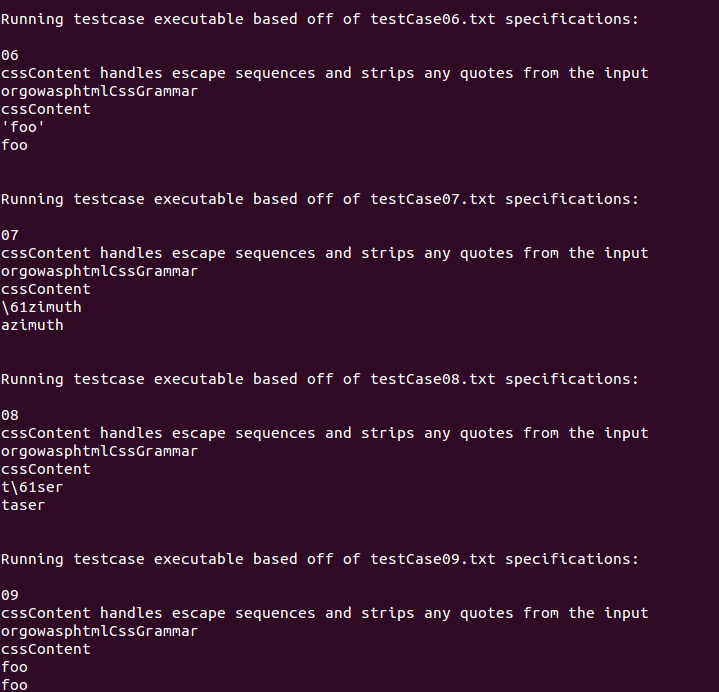 Running testcase executable based off of testCase06.txt specifications:
06
cssContent handles escape sequences and strips any quotes from the input
orgowasphtmlCssGrammar
cssContent
'foo'
foo
Running testcase executable based off of testCase07.txt specifications:
07
cssContent handles escape sequences and strips any quotes from the input
orgowasphtmlCssGrammar
cssContent
\61zimuth
azimuth
Running testcase executable based off of testCase08.txt specifications:
08
cssContent handles escape sequences and strips any quotes from the input
orgowasphtmlCssGrammar
cssContent
t\61ser
taser
Running testcase executable based off of testCase09.txt specifications:
09
cssContent handles escape sequences and strips any quotes from the input
orgowasphtmlCssGrammar
cssContent
foo
foo